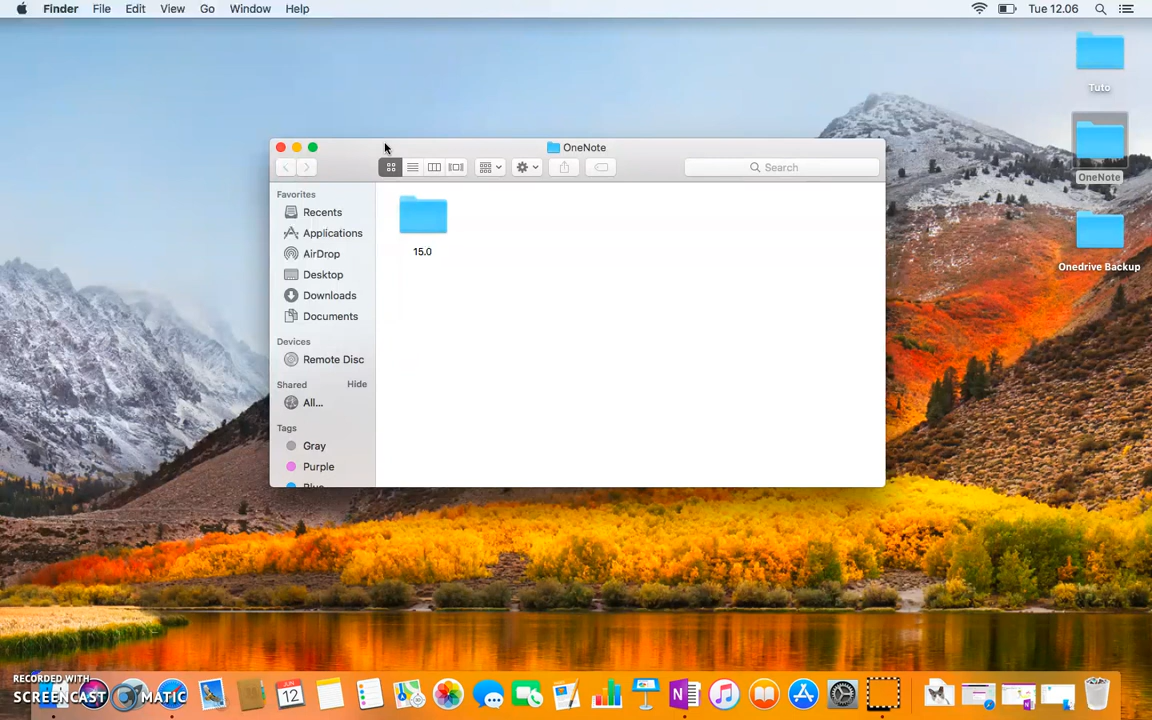 Finder File Edit View Go Window Help Tue 12.06
Tuto
OneNote
OneNote
Search
Favorites
Recents
Applications
AirDrop
Desktop
Downloads
Documents
Devices
Remote Disc
Shared Hide
All...
Tags
Gray
Purple
Blue
15.0
Onedrive Backup
RECORDED WITH
SCREENCAST MATIC
12